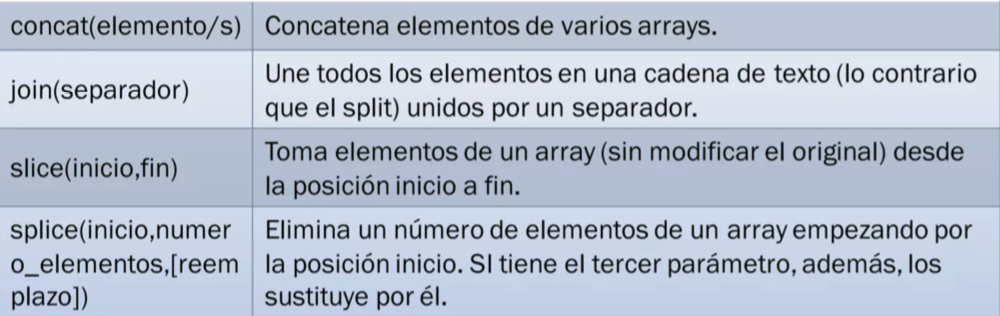 concat(elemento/s)
Concatena elementos de varios arrays.
join(separador)
Une todos los elementos en una cadena de texto (lo contrario
que el split) unidos por un separador.
slice(inicio,fin)
Toma elementos de un array (sin modificar el original) desde
la posición inicio a fin.
splice(inicio,numer
o_elementos,[reem
plazo])
Elimina un número de elementos de un array empezando por
la posición inicio. SI tiene el tercer parámetro, además, los
sustituye por él.